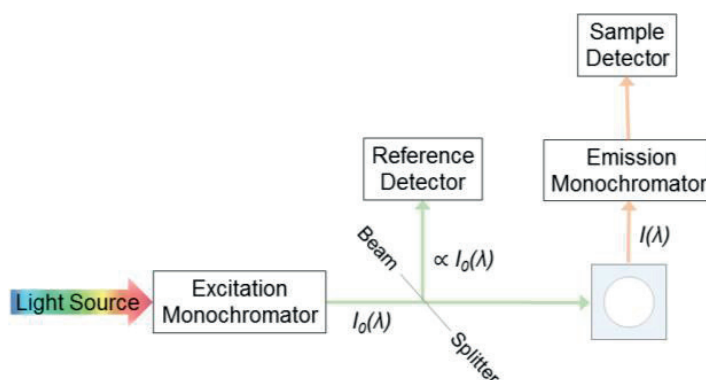 Sample
Detector
Reference
Detector
Emission
Monochromator
Beam
∝ I₀(λ)
I(λ)
Light Source
Excitation
Monochromator
I₀(λ)
Splitter